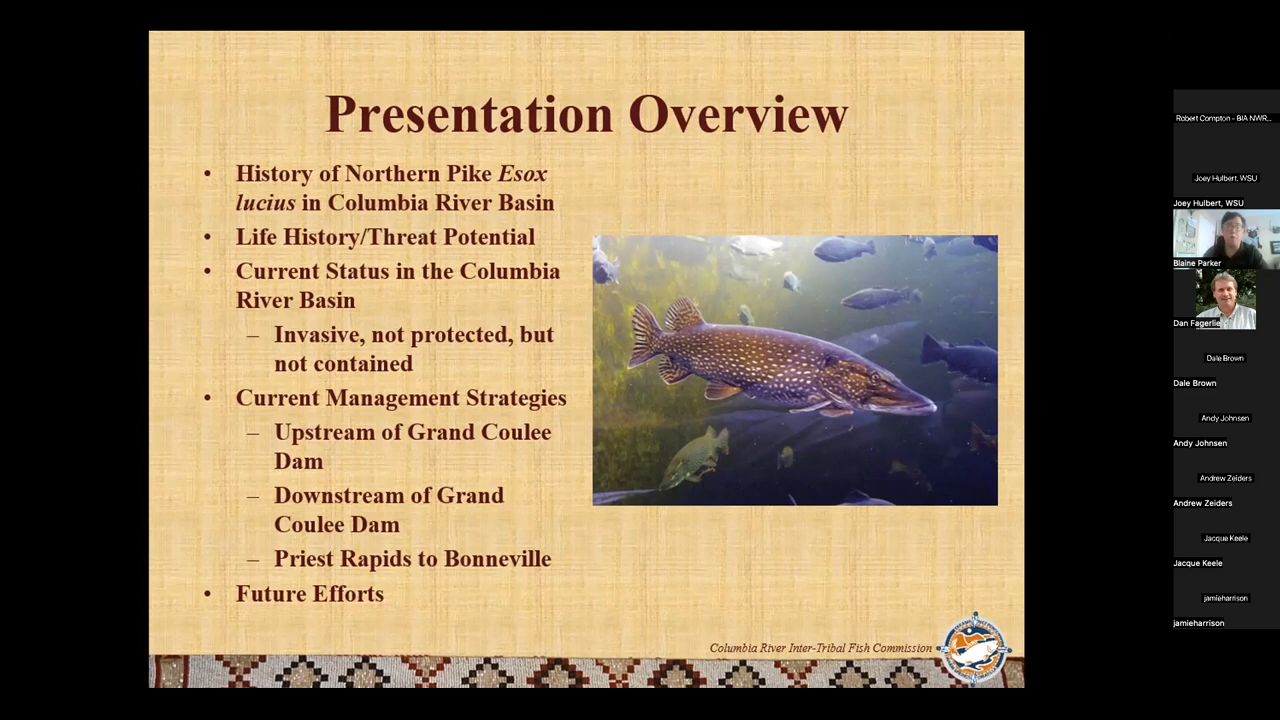 Presentation Overview
• History of Northern Pike Esox
lucius in Columbia River Basin
• Life History/Threat Potential
• Current Status in the Columbia
River Basin
– Invasive, not protected, but
not contained
• Current Management Strategies
– Upstream of Grand Coulee
Dam
– Downstream of Grand
Coulee Dam
– Priest Rapids to Bonneville
• Future Efforts
Columbia River Inter-Tribal Fish Commission
Robert Compton - BIA NWR...
Joey Hulbert, WSU
Joey Hulbert, WSU
Blaine Parker
Dan Fagerlie
Dale Brown
Dale Brown
Andy Johnsen
Andy Johnsen
Andrew Zeiders
Andrew Zeiders
Jacque Keele
Jacque Keele
jamieharrison
jamieharrison